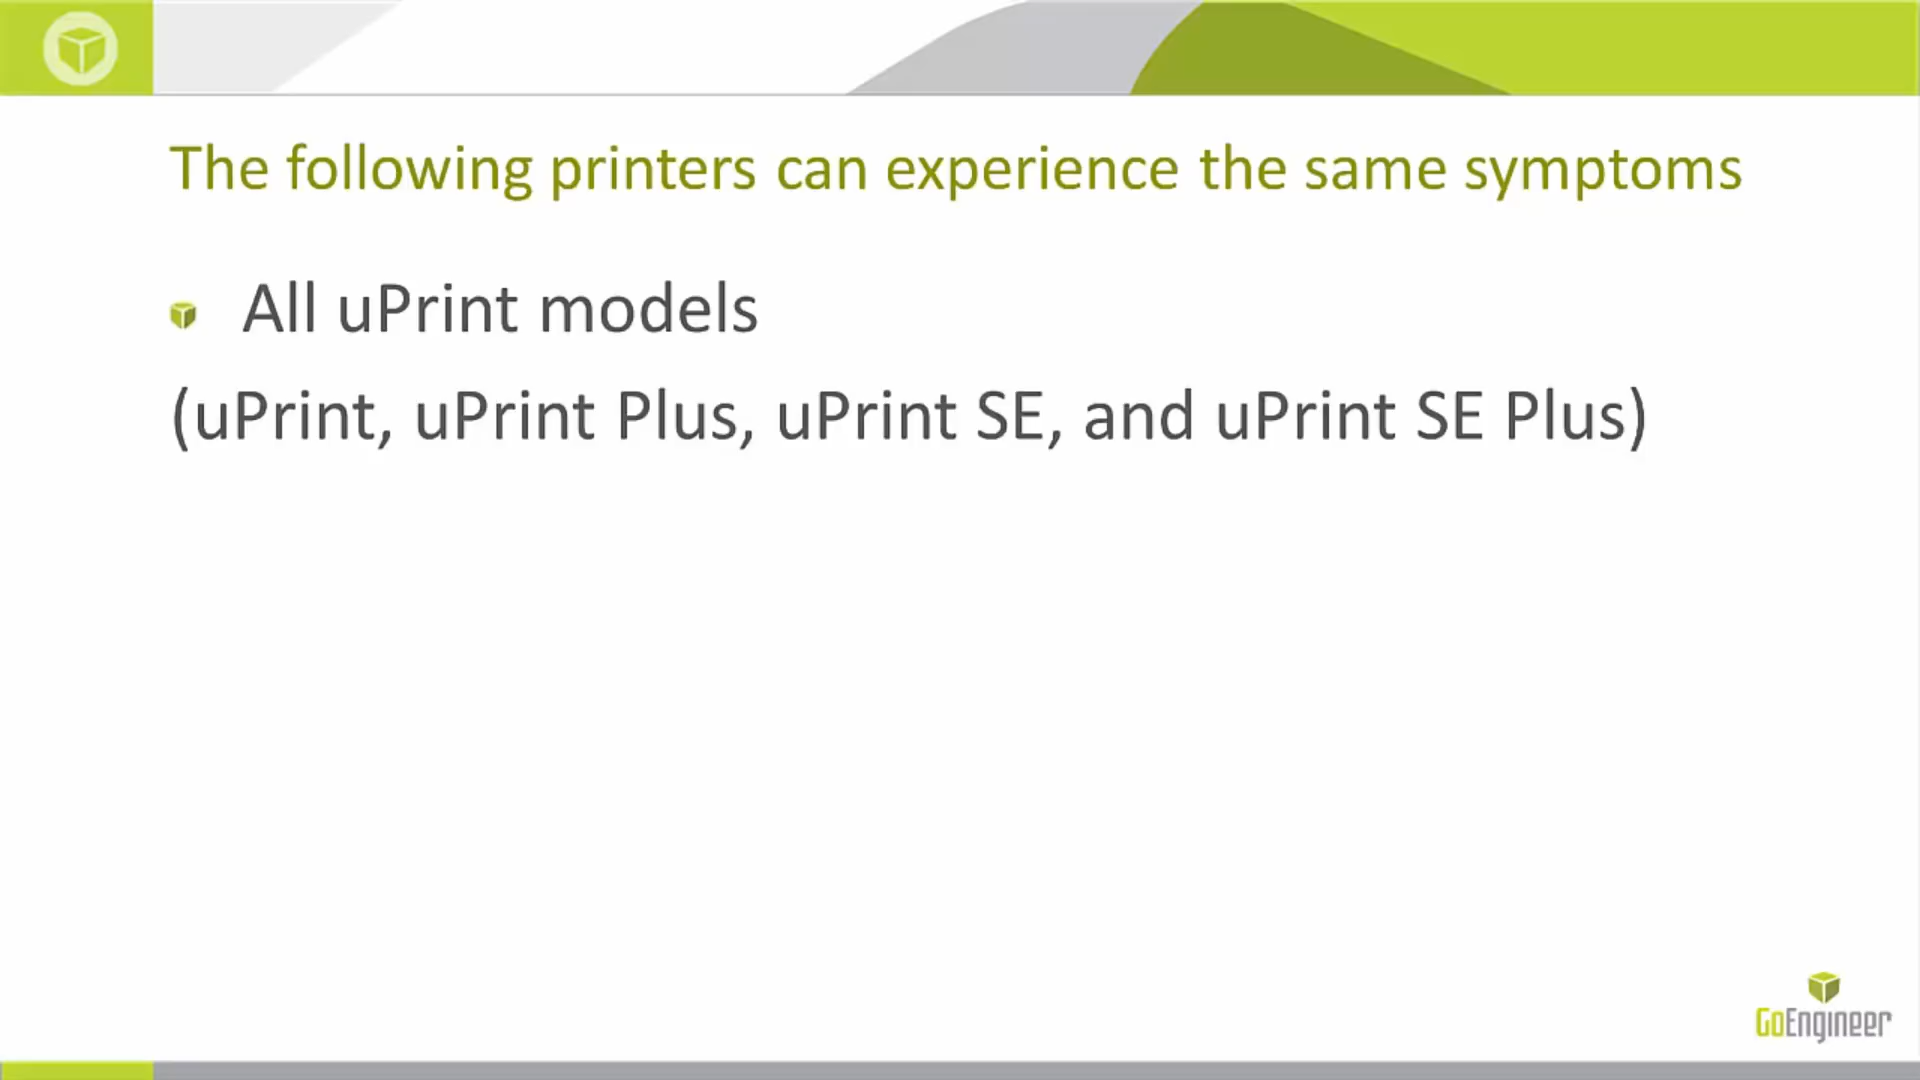 The following printers can experience the same symptoms
All uPrint models
(uPrint, uPrint Plus, uPrint SE, and uPrint SE Plus)
GoEngineer